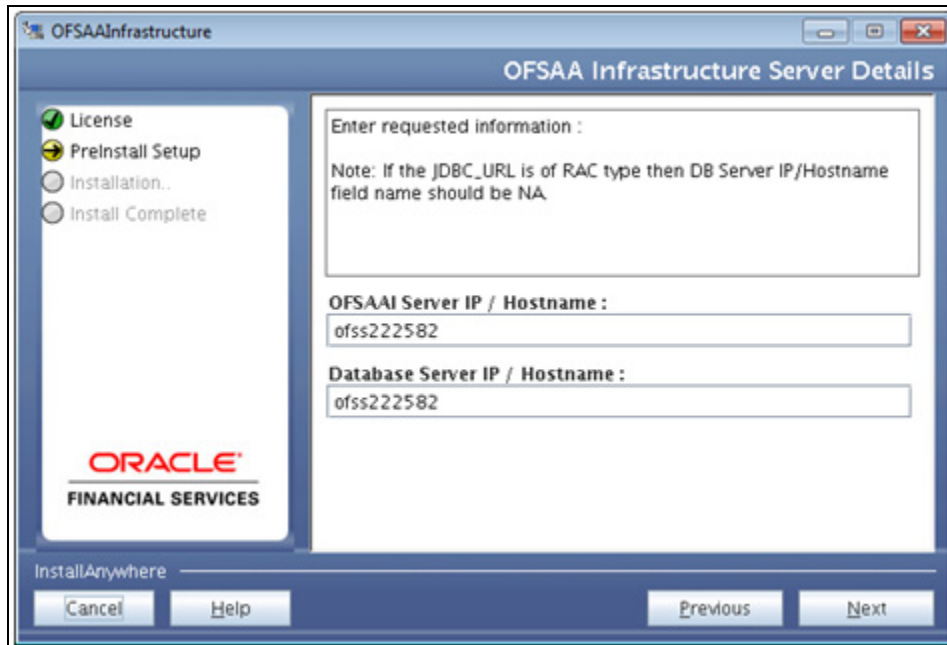 OFSAAInfrastructure
OFSAA Infrastructure Server Details
License
PreInstall Setup
Installation..
Install Complete
ORACLE
FINANCIAL SERVICES
Enter requested information :
Note: If the JDBC_URL is of RAC type then DB Server IP/Hostname
field name should be NA.
OFSAAI Server IP / Hostname :
ofss222582
Database Server IP / Hostname :
ofss222582
InstallAnywhere
Cancel
Help
Previous
Next